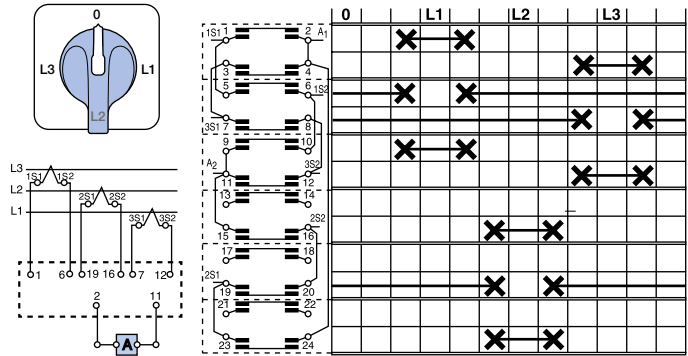 0
L3 L1
L2
L3
1S1 1S2
L2
2S1 2S2
L1
3S1 3S2
1 6 19 16 7 12
2 11
A
0 L1 L2 L3
1S1 1 2 A1
3 4
5 6 1S2
3S1 7 8
9 10
A2 3S2
11 12
13 14
2S2
15 16
17 18
2S1
19 20
21 22
23 24